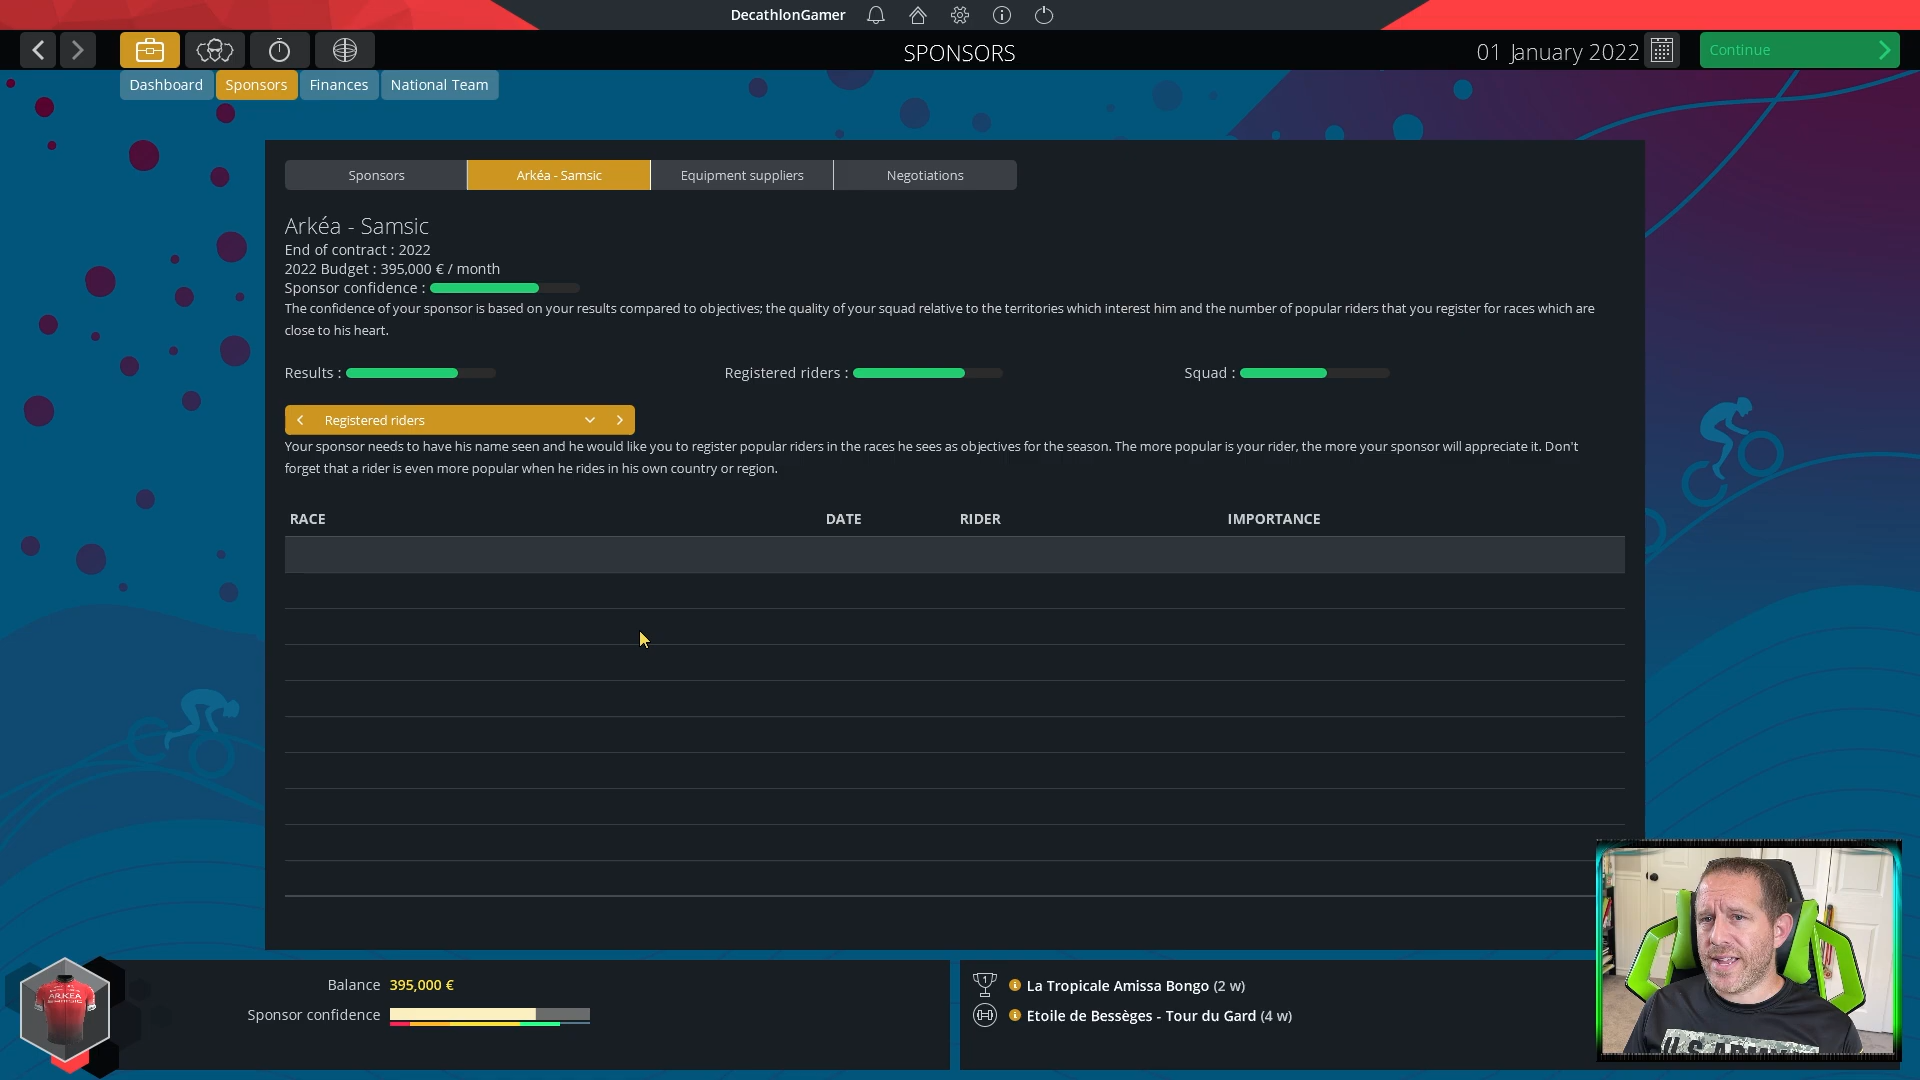 DecathlonGamer
SPONSORS
01 January 2022
Continue
Dashboard
Sponsors
Finances
National Team
Sponsors
Arkéa - Samsic
Equipment suppliers
Negotiations
Arkéa - Samsic
End of contract : 2022
2022 Budget : 395,000 € / month
Sponsor confidence :
The confidence of your sponsor is based on your results compared to objectives; the quality of your squad relative to the territories which interest him and the number of popular riders that you register for races which are
close to his heart.
Results :
Registered riders :
Squad :
Registered riders
Your sponsor needs to have his name seen and he would like you to register popular riders in the races he sees as objectives for the season. The more popular is your rider, the more your sponsor will appreciate it. Don't
forget that a rider is even more popular when he rides in his own country or region.
RACE
DATE
RIDER
IMPORTANCE
Balance 395,000 €
Sponsor confidence
1
La Tropicale Amissa Bongo (2 w)
Etoile de Bessèges - Tour du Gard (4 w)
ARKEA
SAMSIC
U.S. ARMY